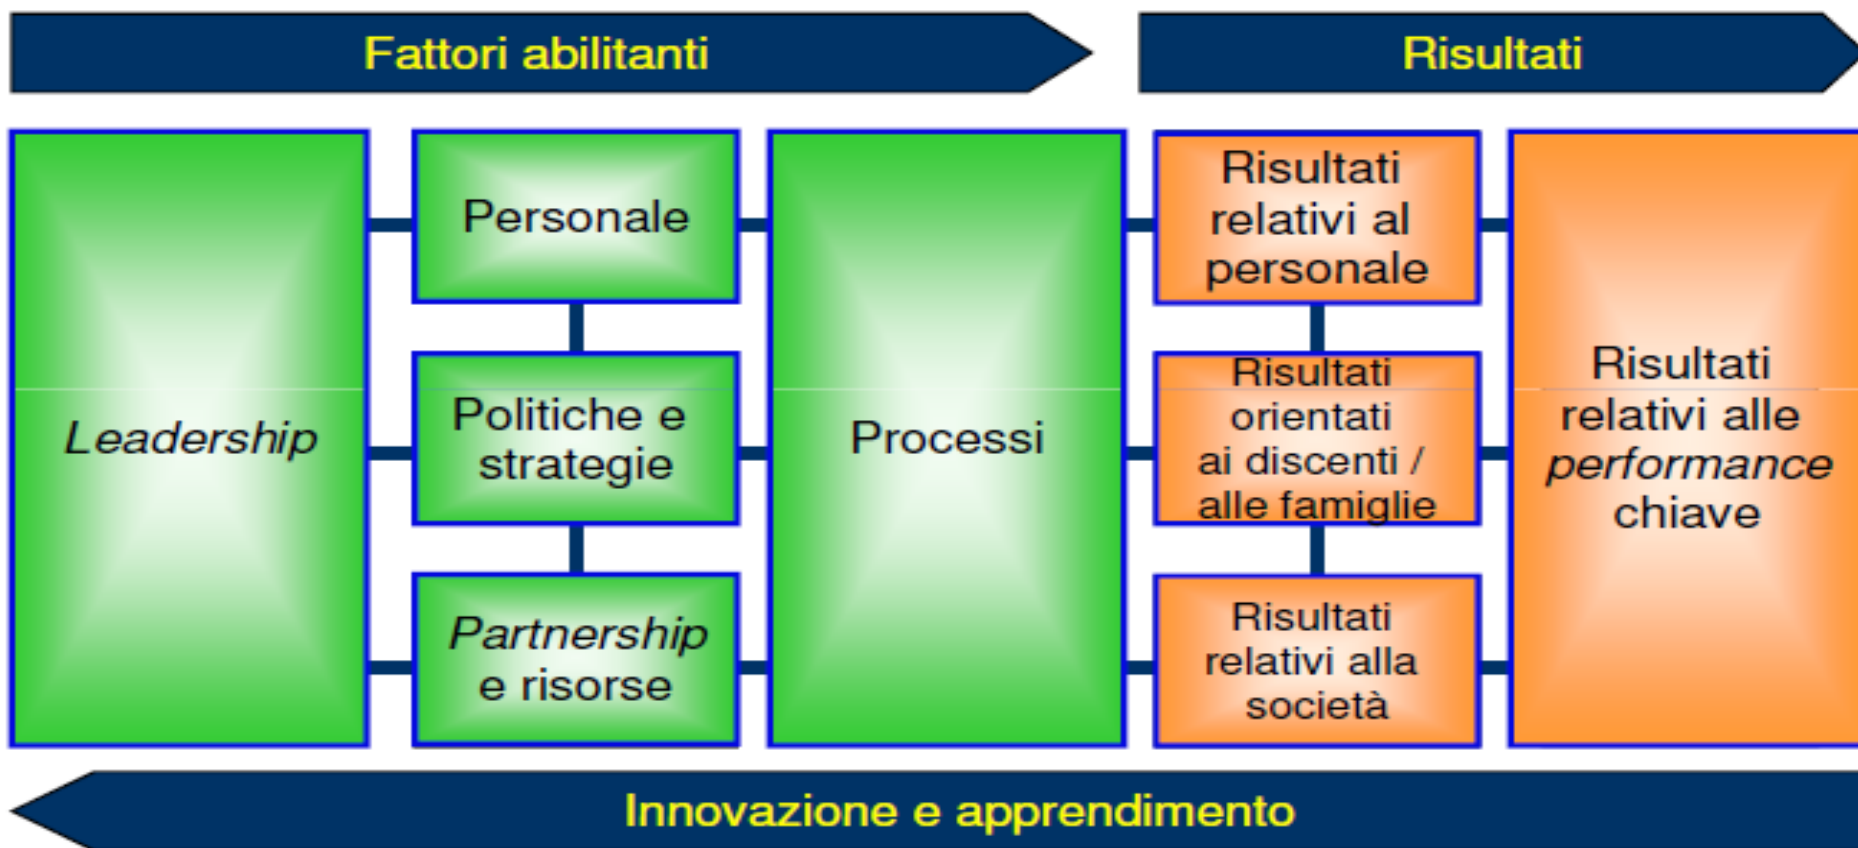 Fattori abilitanti
Risultati
Leadership
Personale
Politiche e
strategie
Partnership
e risorse
Processi
Risultati
relativi al
personale
Risultati
orientati
ai discenti /
alle famiglie
Risultati
relativi alla
società
Risultati
relativi alle
performance
chiave
Innovazione e apprendimento